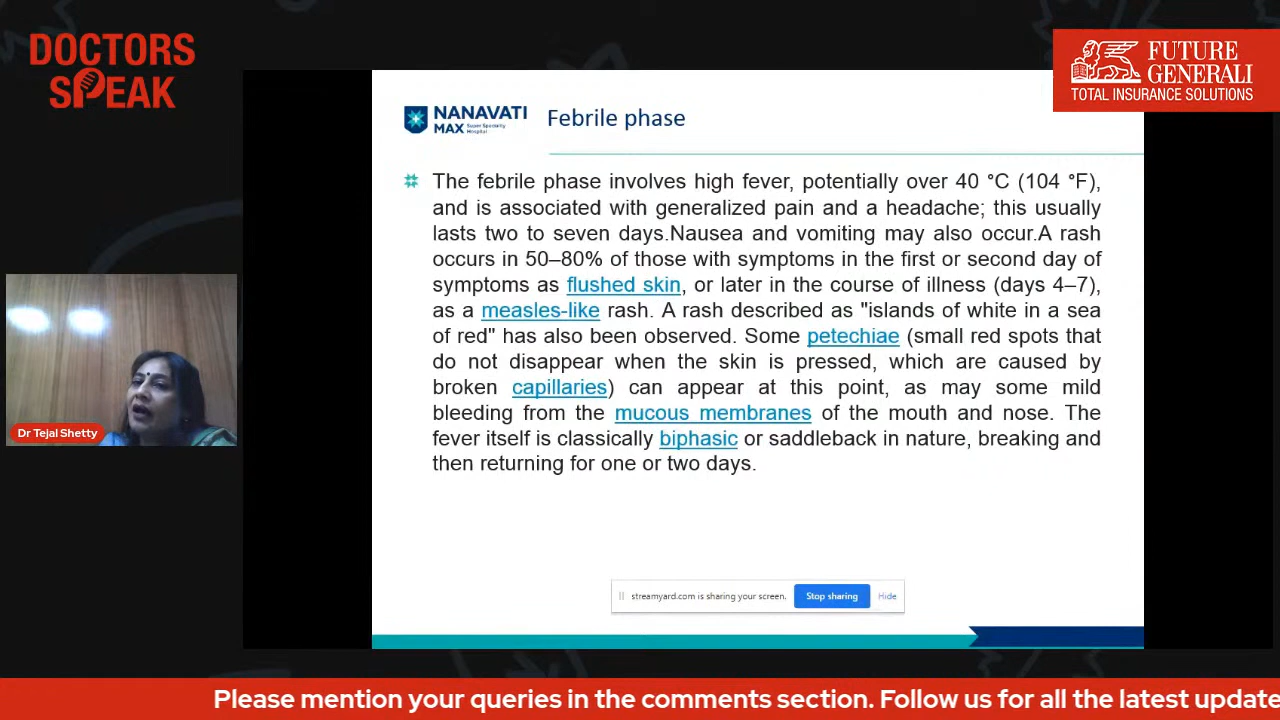 DOCTORS
SPEAK
FUTURE
GENERALI
TOTAL INSURANCE SOLUTIONS
NANAVATI
MAX Super Speciality
Hospital
Febrile phase
The febrile phase involves high fever, potentially over 40 °C (104 °F),
and is associated with generalized pain and a headache; this usually
lasts two to seven days.Nausea and vomiting may also occur.A rash
occurs in 50–80% of those with symptoms in the first or second day of
symptoms as flushed skin, or later in the course of illness (days 4–7),
as a measles-like rash. A rash described as "islands of white in a sea
of red" has also been observed. Some petechiae (small red spots that
do not disappear when the skin is pressed, which are caused by
broken capillaries) can appear at this point, as may some mild
bleeding from the mucous membranes of the mouth and nose. The
fever itself is classically biphasic or saddleback in nature, breaking and
then returning for one or two days.
Dr Tejal Shetty
streamyard.com is sharing your screen. Stop sharing Hide
Please mention your queries in the comments section. Follow us for all the latest update